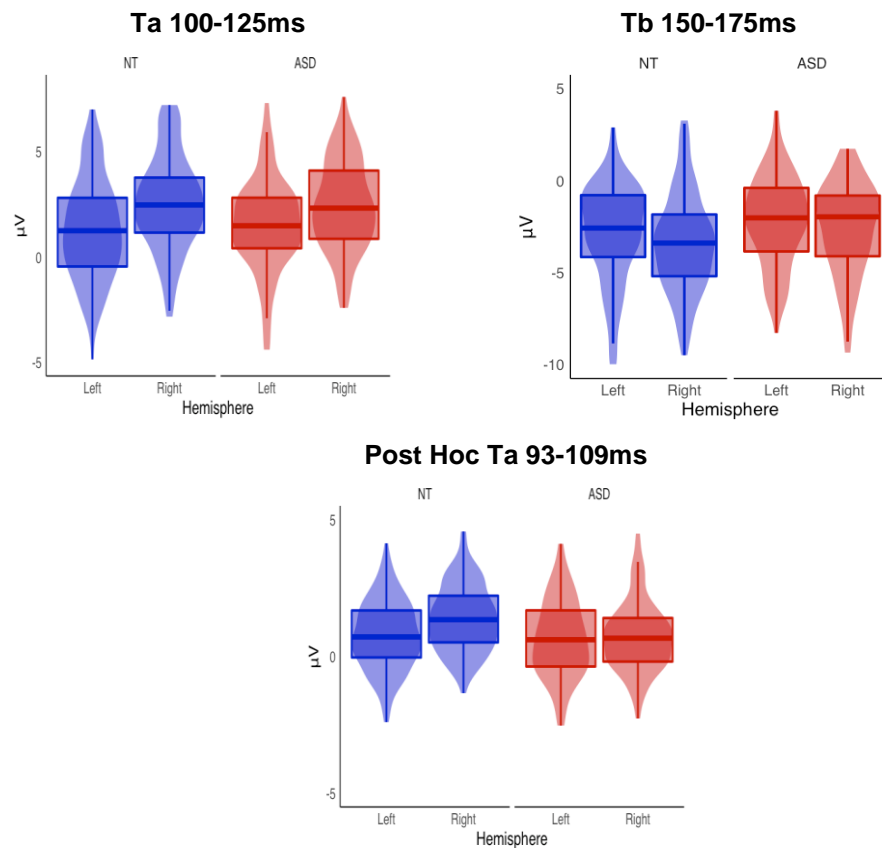 Ta 100-125ms
NT ASD
5
0
-5
µV
Left Right Left Right
Hemisphere
Tb 150-175ms
NT ASD
5
0
-5
-10
µV
Left Right Left Right
Hemisphere
Post Hoc Ta 93-109ms
NT ASD
5
0
-5
µV
Left Right Left Right
Hemisphere